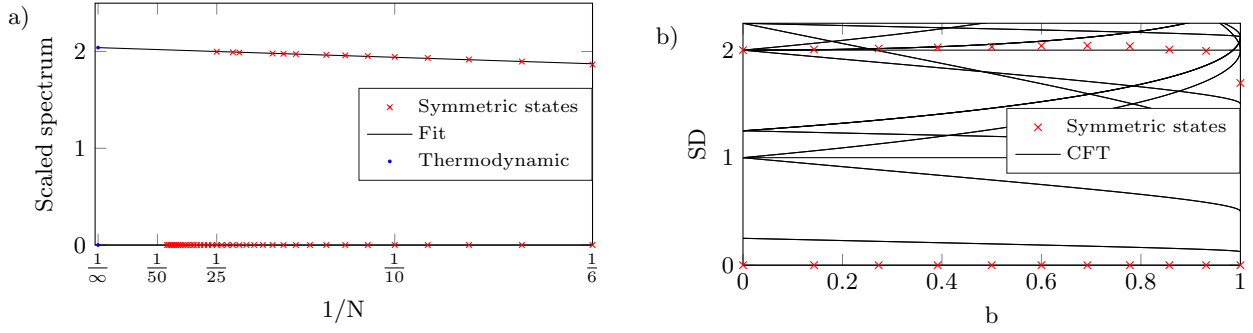 a)
Scaled spectrum
2
1
0
Symmetric states
Fit
Thermodynamic
1/∞ 1/50 1/25 1/10 1/6
1/N
b)
SD
2
1
0
Symmetric states
CFT
0 0.2 0.4 0.6 0.8 1
b